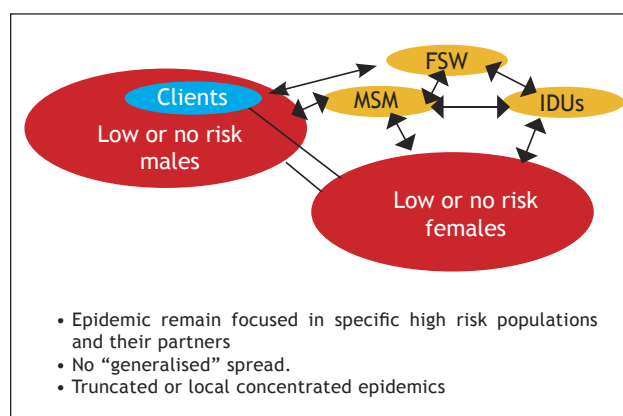 FSW
Clients
MSM
IDUs
Low or no risk
males
Low or no risk
females
• Epidemic remain focused in specific high risk populations
and their partners
• No “generalised” spread.
• Truncated or local concentrated epidemics